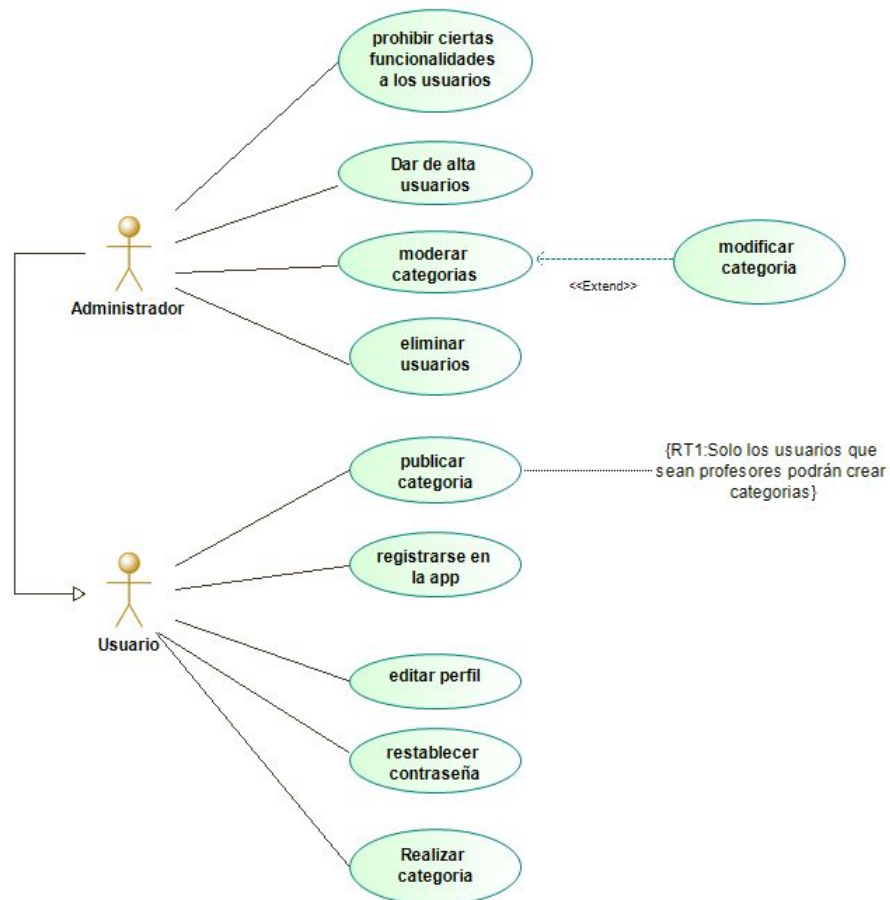 prohibir ciertas
funcionalidades
a los usuarios
Dar de alta
usuarios
moderar
categorias
<<Extend>>
modificar
categoria
Administrador
eliminar
usuarios
publicar
categoria
{RT1:Solo los usuarios que
sean profesores podrán crear
categorias}
registrarse en
la app
Usuario
editar perfil
restablecer
contraseña
Realizar
categoria